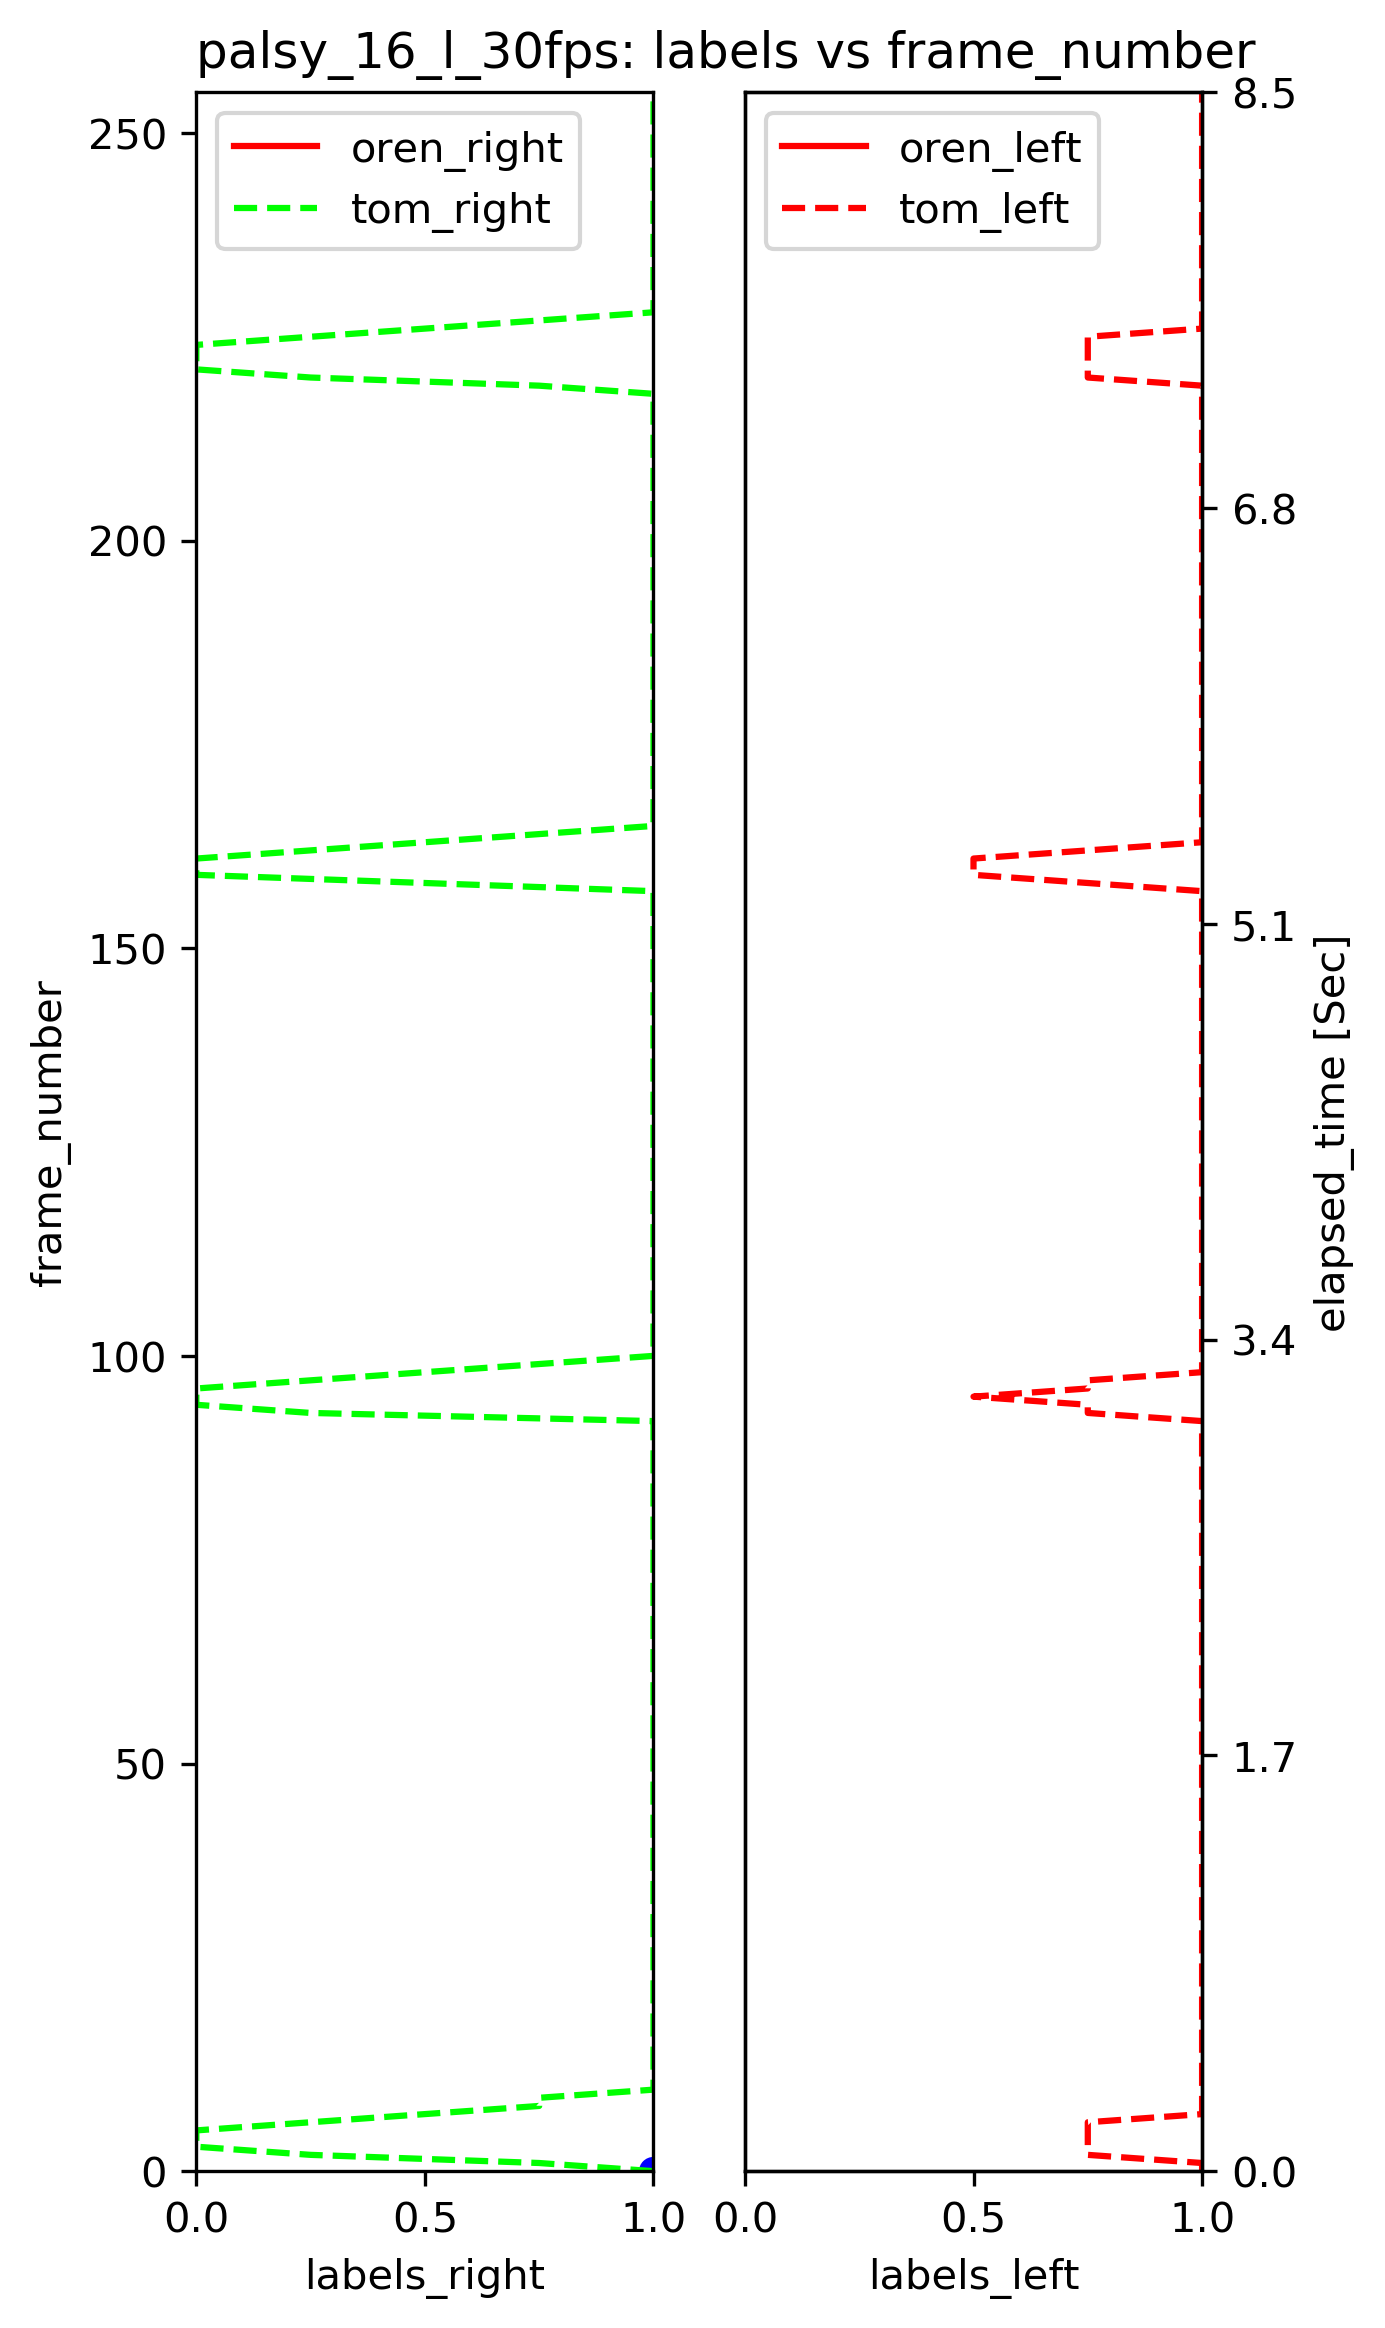 palsy_16_l_30fps: labels vs frame_number
oren_right
tom_right
oren_left
tom_left
250
200
150
100
50
0
frame_number
0.0 0.5 1.0
labels_right
0.0 0.5 1.0
labels_left
8.5
6.8
5.1
3.4
1.7
0.0
elapsed_time [Sec]